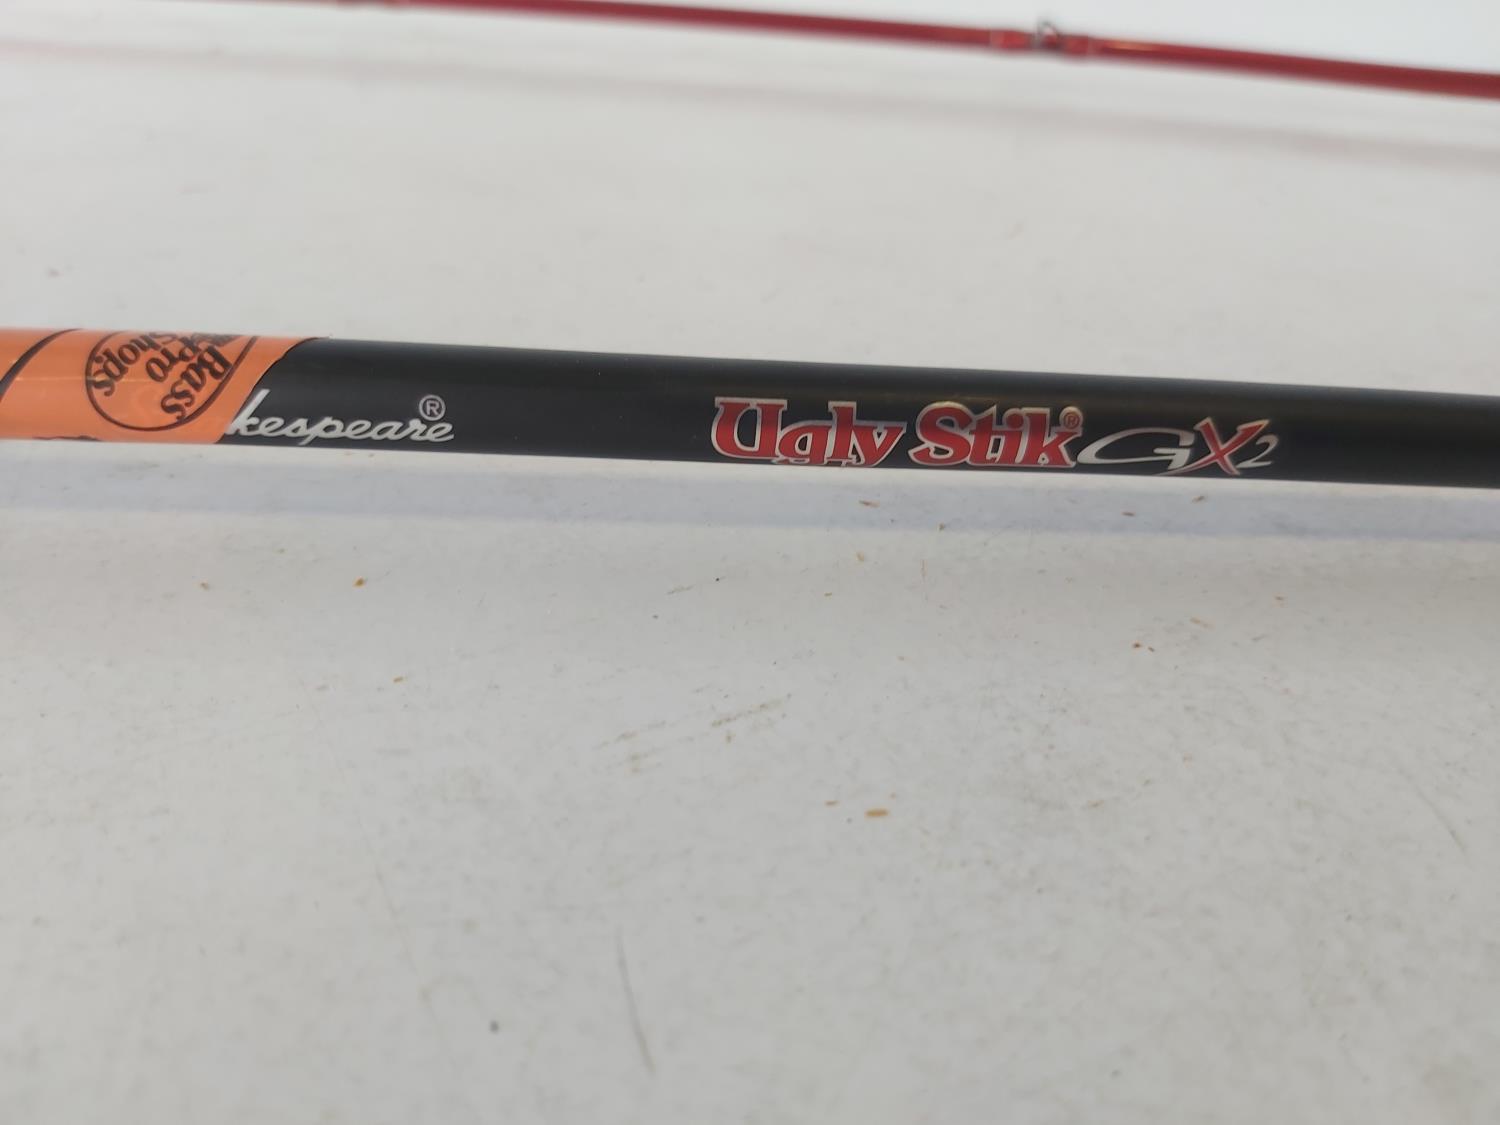 Bass
Pro
Shops
kespeare®
Ugly Stik® GX2